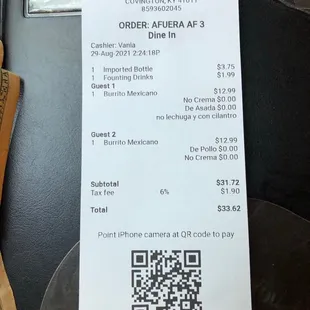 COVINGTON, KY 41011
8593602045
ORDER: AFUERA AF 3
Dine In
Cashier: Vania
29-Aug-2021 2:24:18P
1 Imported Bottle $3.75
1 Founting Drinks $1.99
Guest 1
1 Burrito Mexicano $12.99
No Crema $0.00
De Asada $0.00
no lechuga y con cilantro
Guest 2
1 Burrito Mexicano $12.99
De Pollo $0.00
No Crema $0.00
Subtotal $31.72
Tax fee 6% $1.90
Total $33.62
Point iPhone camera at QR code to pay